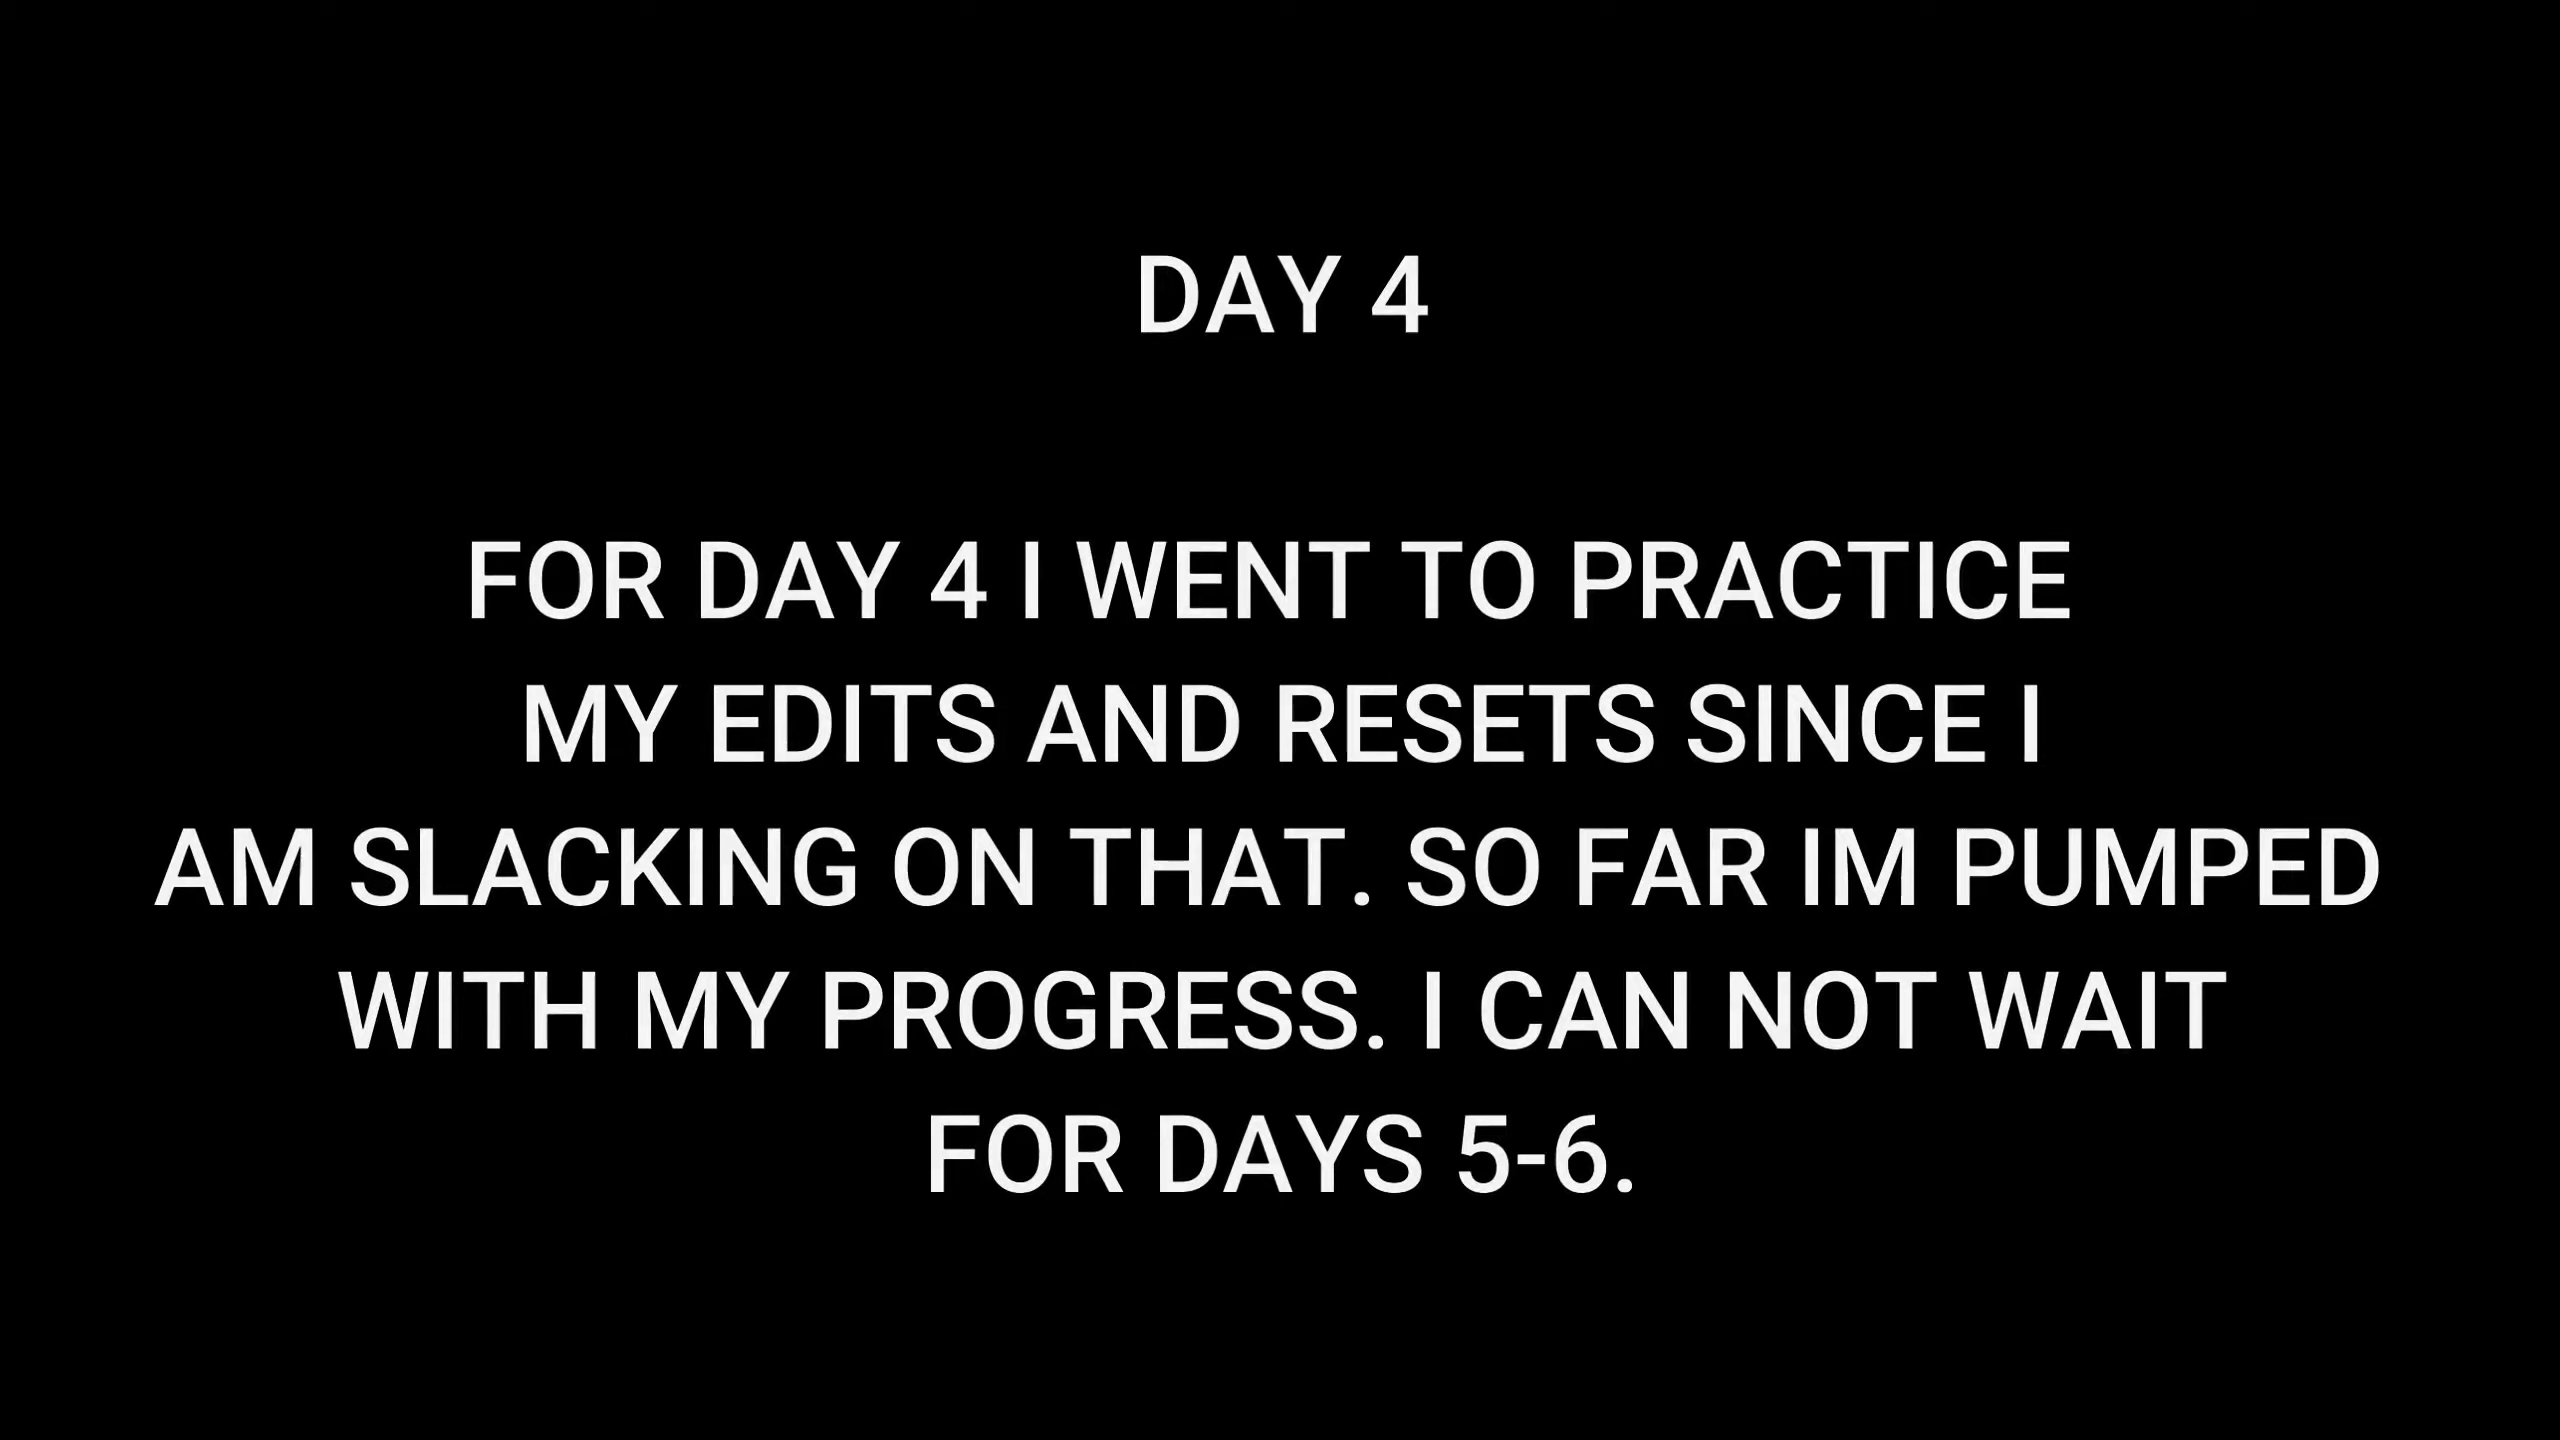 DAY 4
FOR DAY 4 I WENT TO PRACTICE
MY EDITS AND RESETS SINCE I
AM SLACKING ON THAT. SO FAR IM PUMPED
WITH MY PROGRESS. I CAN NOT WAIT
FOR DAYS 5-6.